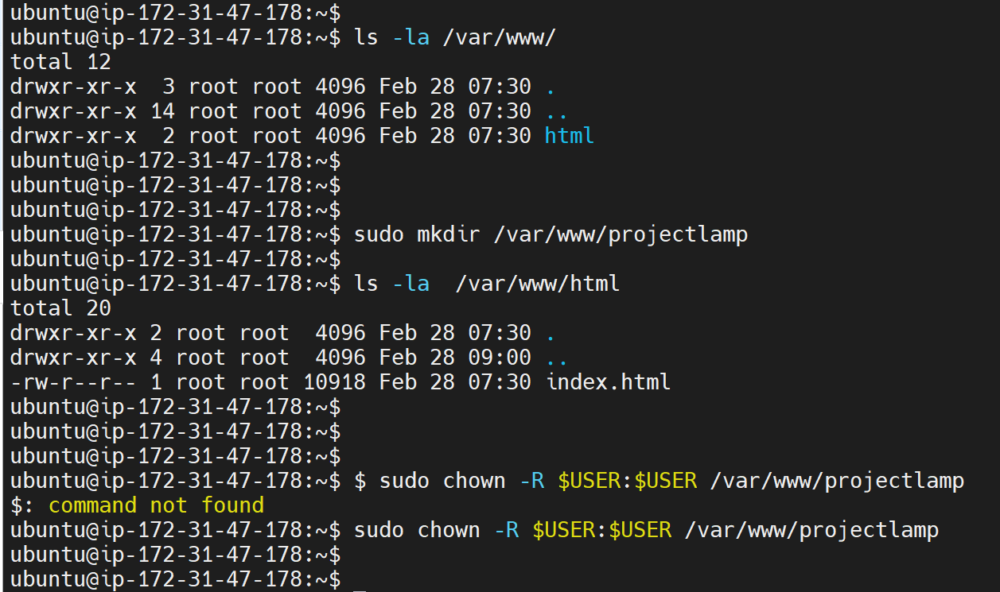 ubuntu@ip-172-31-47-178:~$
ubuntu@ip-172-31-47-178:~$ ls -la /var/www/
total 12
drwxr-xr-x  3 root root 4096 Feb 28 07:30 .
drwxr-xr-x 14 root root 4096 Feb 28 07:30 ..
drwxr-xr-x  2 root root 4096 Feb 28 07:30 html
ubuntu@ip-172-31-47-178:~$
ubuntu@ip-172-31-47-178:~$
ubuntu@ip-172-31-47-178:~$
ubuntu@ip-172-31-47-178:~$ sudo mkdir /var/www/projectlamp
ubuntu@ip-172-31-47-178:~$
ubuntu@ip-172-31-47-178:~$ ls -la  /var/www/html
total 20
drwxr-xr-x 2 root root  4096 Feb 28 07:30 .
drwxr-xr-x 4 root root  4096 Feb 28 09:00 ..
-rw-r--r-- 1 root root 10918 Feb 28 07:30 index.html
ubuntu@ip-172-31-47-178:~$
ubuntu@ip-172-31-47-178:~$
ubuntu@ip-172-31-47-178:~$
ubuntu@ip-172-31-47-178:~$ $ sudo chown -R $USER:$USER /var/www/projectlamp
$: command not found
ubuntu@ip-172-31-47-178:~$ sudo chown -R $USER:$USER /var/www/projectlamp
ubuntu@ip-172-31-47-178:~$
ubuntu@ip-172-31-47-178:~$